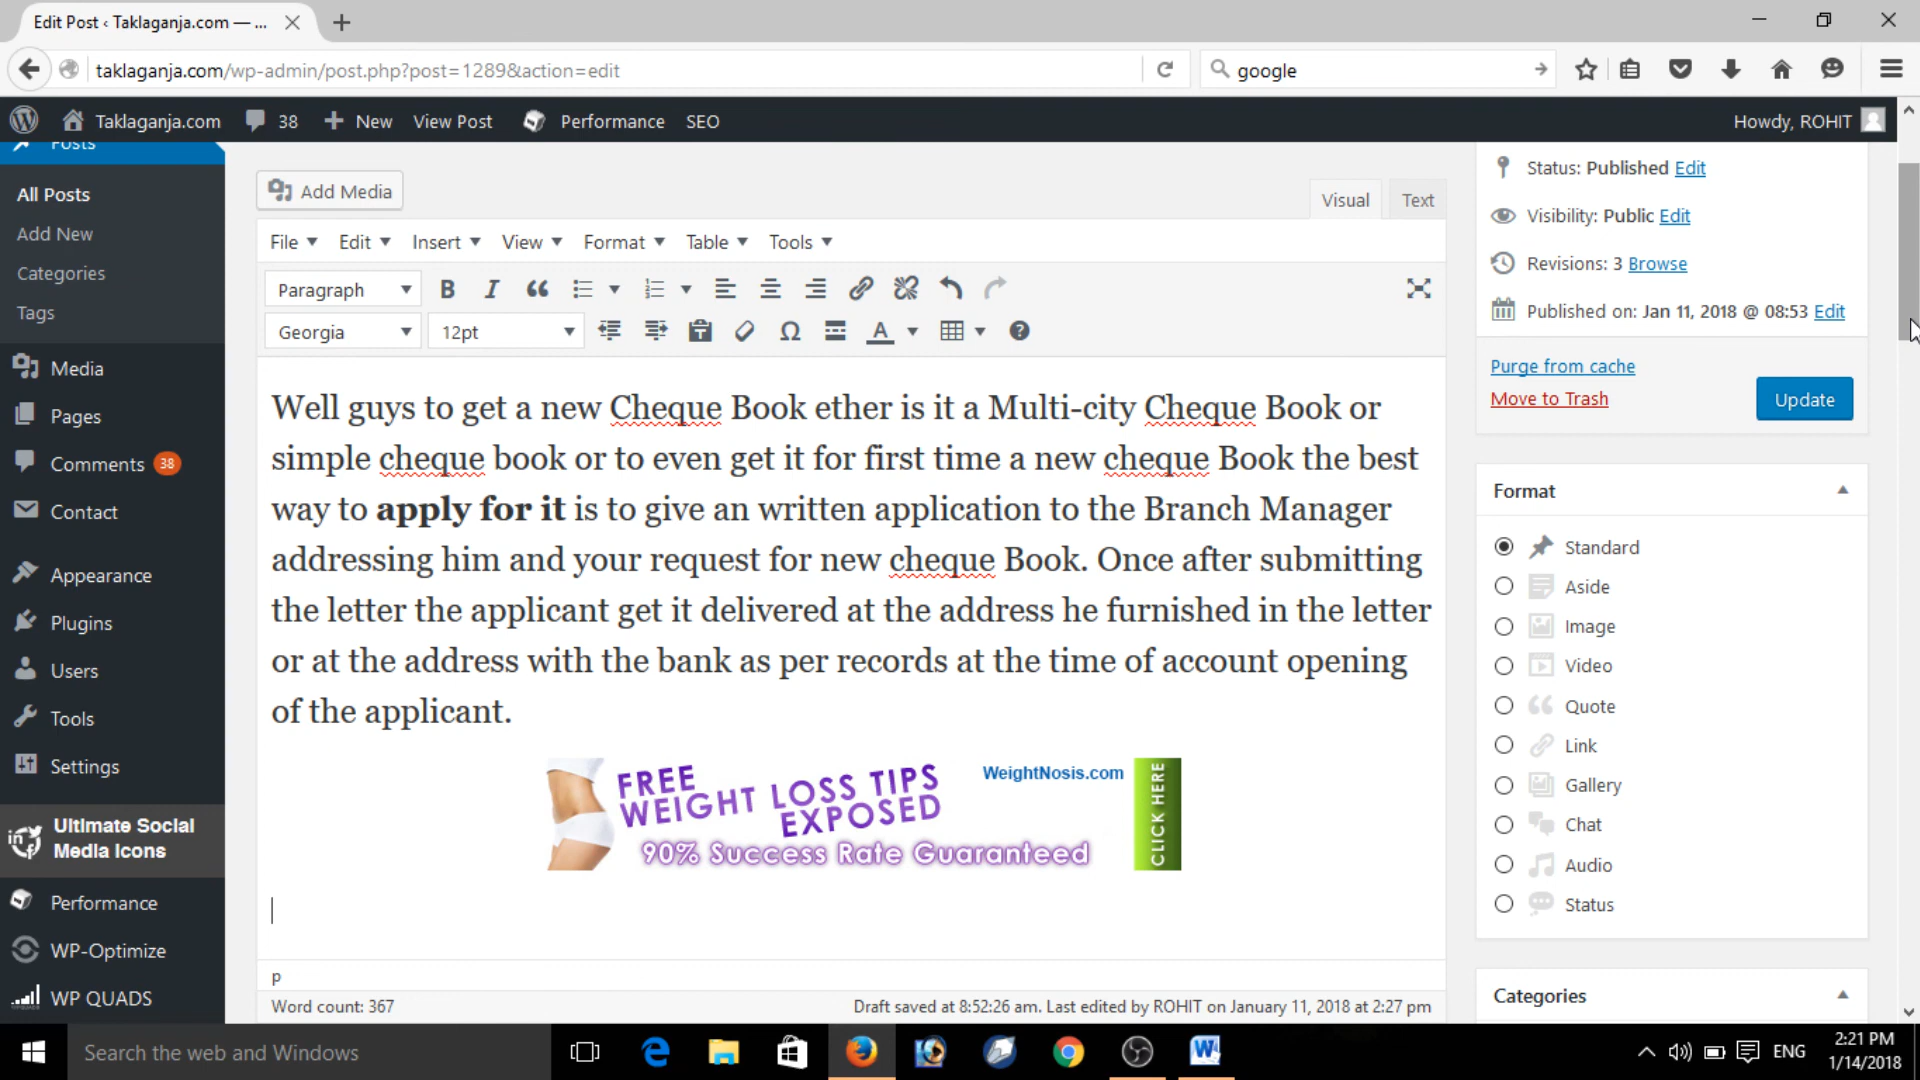 Edit Post ‹ Taklaganja.com — ...
taklaganja.com/wp-admin/post.php?post=1289&action=edit
google
Taklaganja.com
38
New
View Post
Performance
SEO
Howdy, ROHIT
Posts
All Posts
Add New
Categories
Tags
Media
Pages
Comments 38
Contact
Appearance
Plugins
Users
Tools
Settings
Ultimate Social
Media Icons
Performance
WP-Optimize
WP QUADS
Add Media
Visual
Text
File
Edit
Insert
View
Format
Table
Tools
Paragraph
Georgia
12pt
Well guys to get a new Cheque Book ether is it a Multi-city Cheque Book or
simple cheque book or to even get it for first time a new cheque Book the best
way to apply for it is to give an written application to the Branch Manager
addressing him and your request for new cheque Book. Once after submitting
the letter the applicant get it delivered at the address he furnished in the letter
or at the address with the bank as per records at the time of account opening
of the applicant.
FREE
WEIGHT LOSS TIPS
EXPOSED
90% Success Rate Guaranteed
WeightNosis.com
CLICK HERE
p
Word count: 367
Draft saved at 8:52:26 am. Last edited by ROHIT on January 11, 2018 at 2:27 pm
Status: Published Edit
Visibility: Public Edit
Revisions: 3 Browse
Published on: Jan 11, 2018 @ 08:53 Edit
Purge from cache
Move to Trash
Update
Format
Standard
Aside
Image
Video
Quote
Link
Gallery
Chat
Audio
Status
Categories
Search the web and Windows
ENG
2:21 PM
1/14/2018